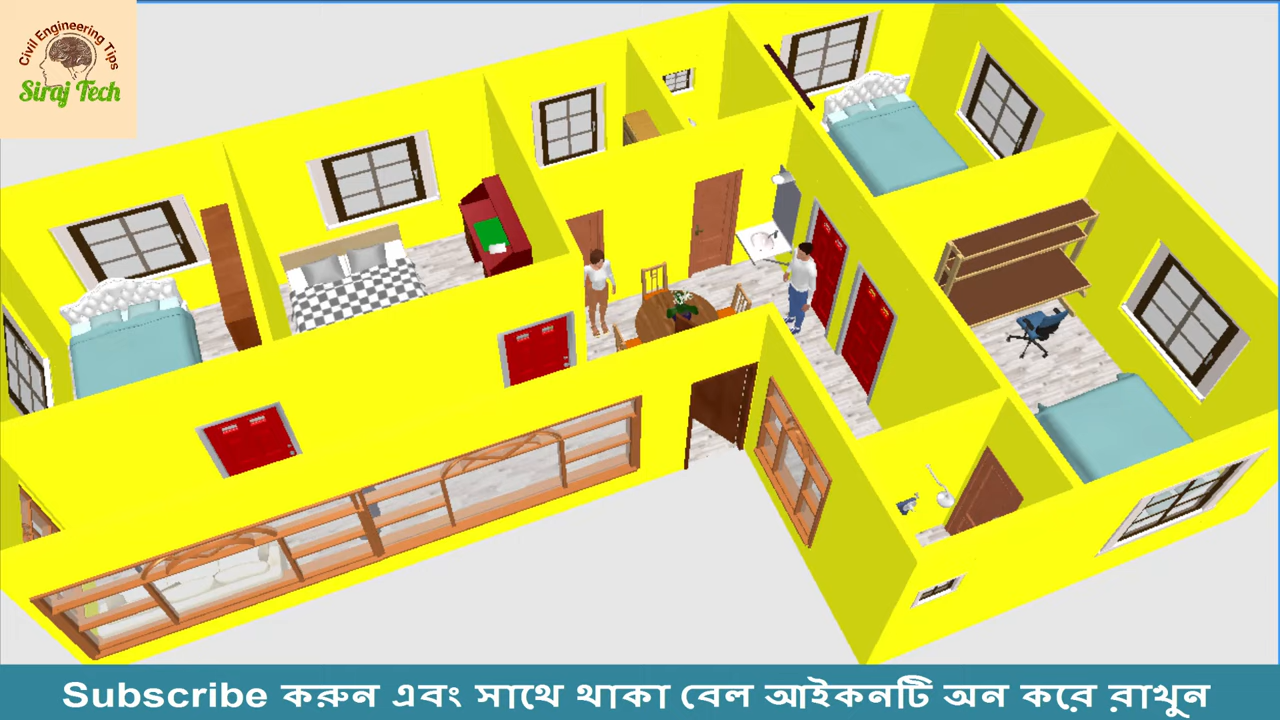 Civil Engineering Tips
Siraj Tech
Subscribe করুন এবং সাথে থাকা বেল আইকনটি অন করে রাখুন